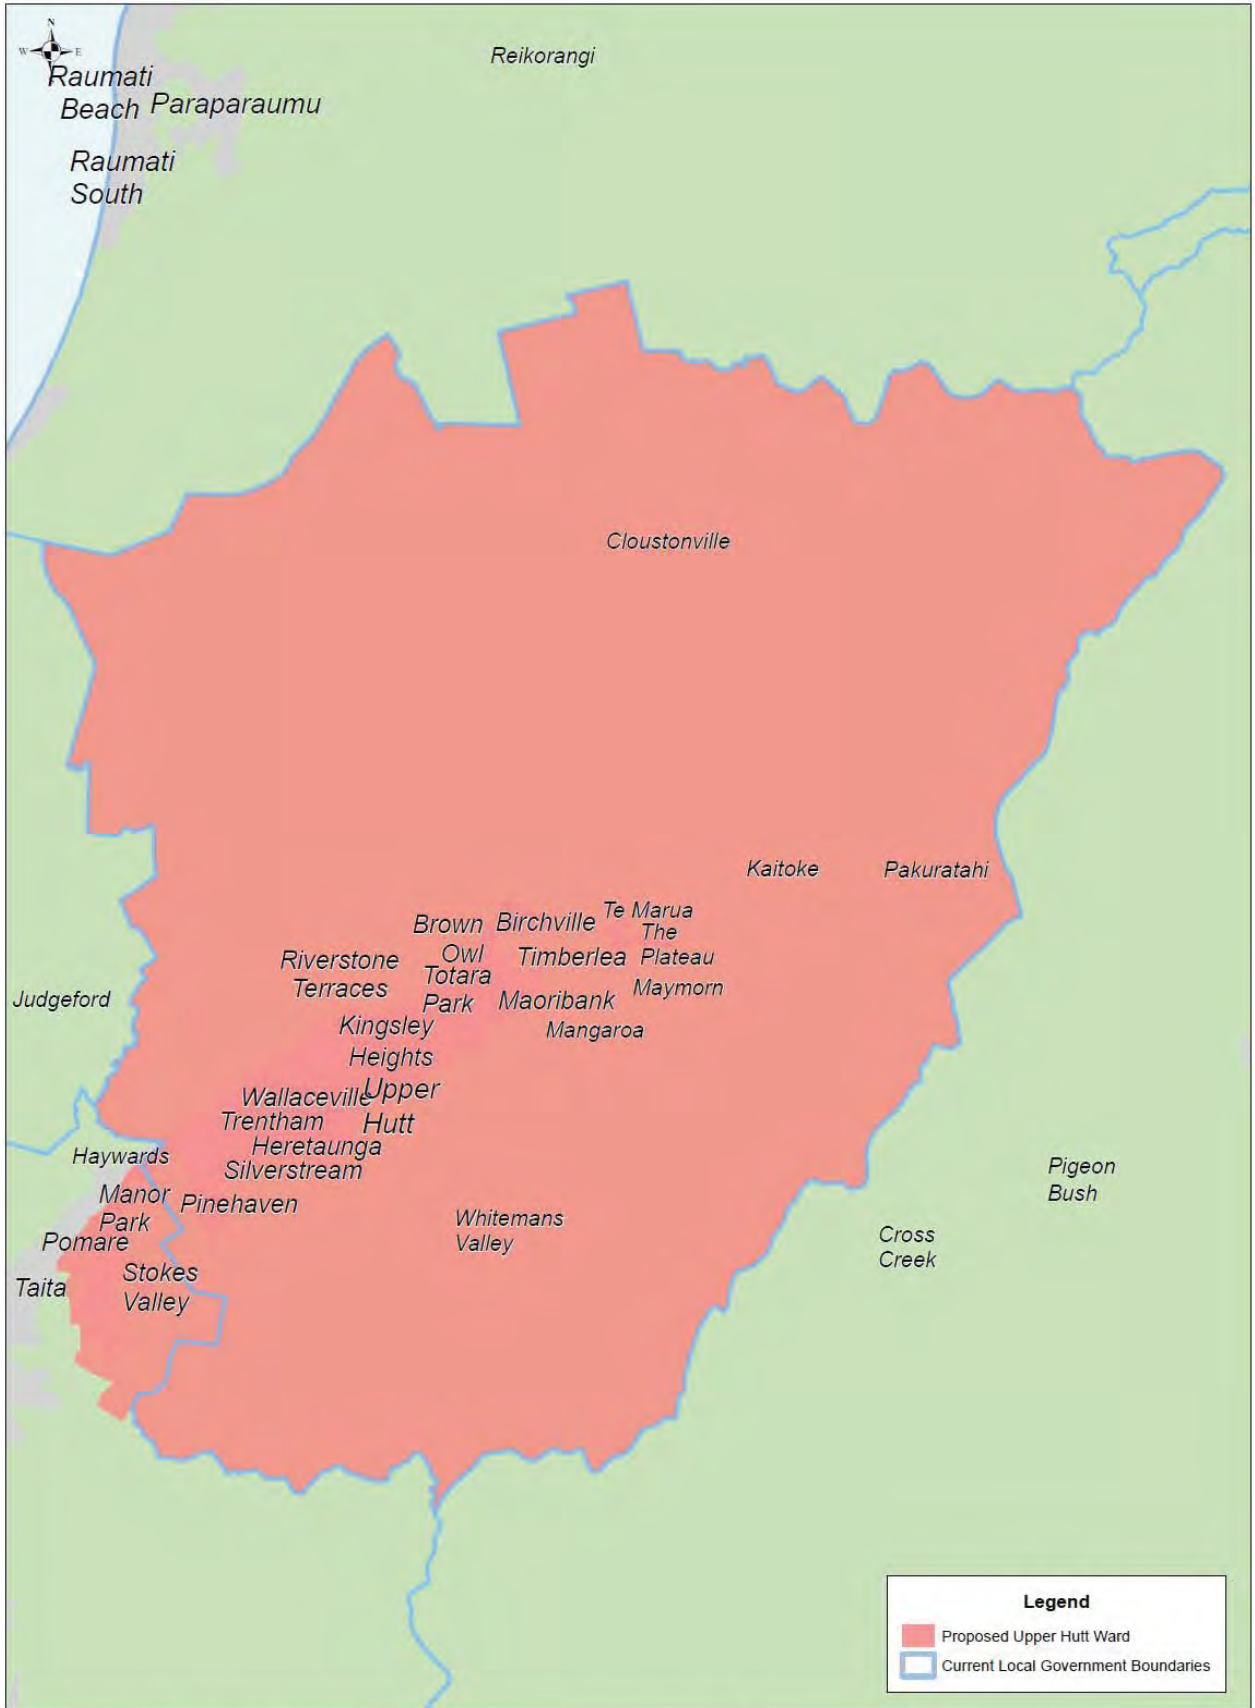 N
W E
Reikorangi
Raumati
Beach
Paraparaumu
Raumati
South
Cloustonville
Kaitoke
Pakuratahi
Te Marua
The
Plateau
Brown
Owl
Birchville
Timberlea
Riverstone
Terraces
Totara
Park
Maymorn
Maoribank
Judgeford
Kingsley
Heights
Mangaroa
Wallaceville
Upper
Hutt
Trentham
Heretaunga
Haywards
Silverstream
Pigeon
Bush
Manor
Park
Pinehaven
Whitemans
Valley
Pomare
Cross
Creek
Stokes
Valley
Taita
Legend
Proposed Upper Hutt Ward
Current Local Government Boundaries